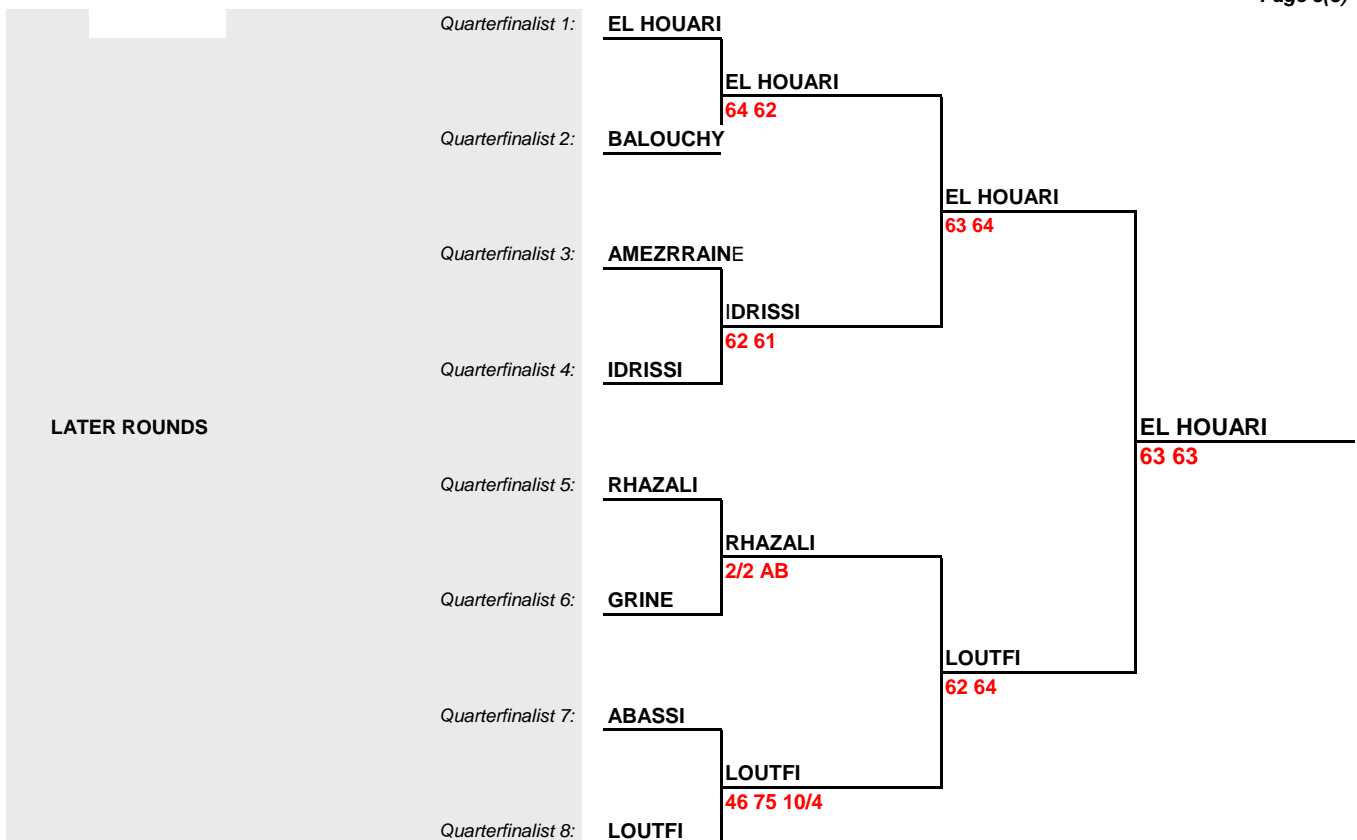 Quarterfinalist 1: EL HOUARI
EL HOUARI
64 62
Quarterfinalist 2: BALOUCHY
EL HOUARI
63 64
Quarterfinalist 3: AMEZRRAINE
IDRISSI
62 61
Quarterfinalist 4: IDRISSI
LATER ROUNDS
EL HOUARI
63 63
Quarterfinalist 5: RHAZALI
RHAZALI
2/2 AB
Quarterfinalist 6: GRINE
LOUTFI
62 64
Quarterfinalist 7: ABASSI
LOUTFI
46 75 10/4
Quarterfinalist 8: LOUTFI